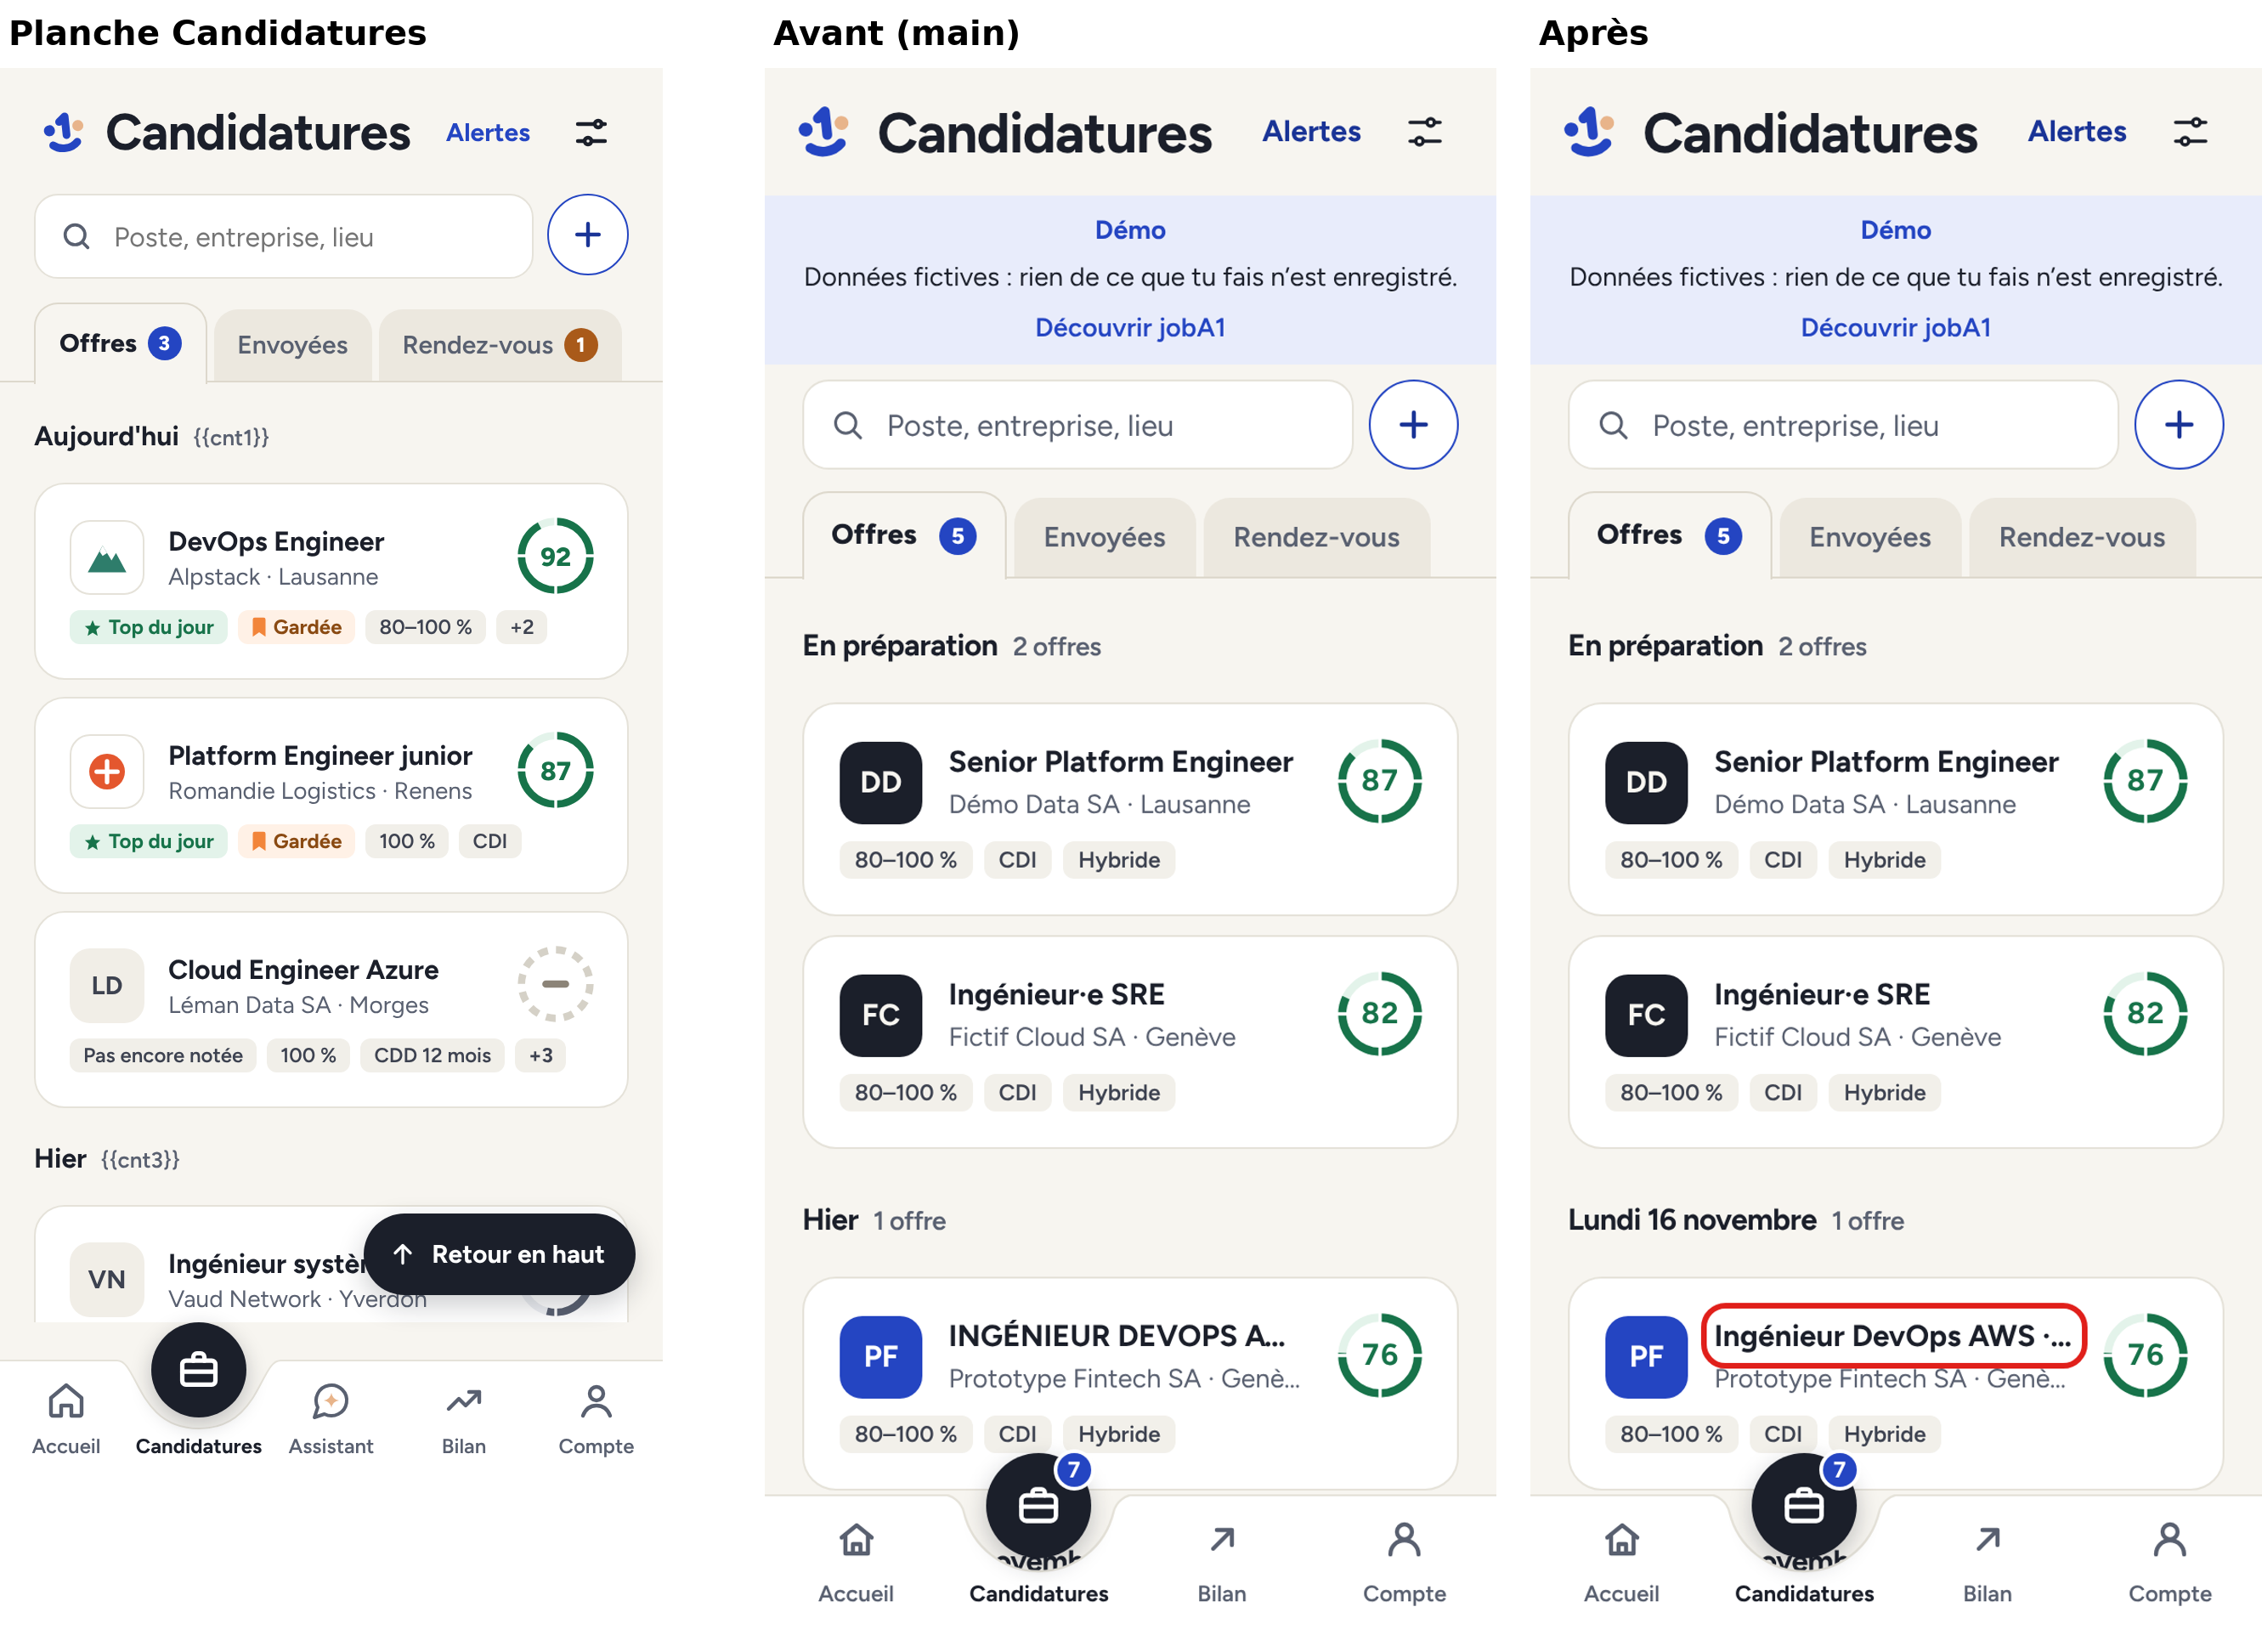 Planche Candidatures
Candidatures
Alertes
Poste, entreprise, lieu
Offres 3
Envoyées
Rendez-vous 1
Aujourd'hui {{cnt1}}
DevOps Engineer
Alpstack · Lausanne
92
Top du jour
Gardée
80–100 %
+2
Platform Engineer junior
Romandie Logistics · Renens
87
Top du jour
Gardée
100 %
CDI
LD
Cloud Engineer Azure
Léman Data SA · Morges
Pas encore notée
100 %
CDD 12 mois
+3
Hier {{cnt3}}
VN
Ingénieur systèr
Vaud Network · Yverdon
Retour en haut
Accueil
Candidatures
Assistant
Bilan
Compte
Avant (main)
Candidatures
Alertes
Démo
Données fictives : rien de ce que tu fais n’est enregistré.
Découvrir jobA1
Poste, entreprise, lieu
Offres 5
Envoyées
Rendez-vous
En préparation 2 offres
DD
Senior Platform Engineer
Démo Data SA · Lausanne
87
80–100 %
CDI
Hybride
FC
Ingénieur·e SRE
Fictif Cloud SA · Genève
82
80–100 %
CDI
Hybride
Hier 1 offre
PF
INGÉNIEUR DEVOPS A...
Prototype Fintech SA · Genè...
76
80–100 %
CDI
Hybride
7
Accueil
Candidatures
Bilan
Compte
Après
Candidatures
Alertes
Démo
Données fictives : rien de ce que tu fais n’est enregistré.
Découvrir jobA1
Poste, entreprise, lieu
Offres 5
Envoyées
Rendez-vous
En préparation 2 offres
DD
Senior Platform Engineer
Démo Data SA · Lausanne
87
80–100 %
CDI
Hybride
FC
Ingénieur·e SRE
Fictif Cloud SA · Genève
82
80–100 %
CDI
Hybride
Lundi 16 novembre 1 offre
PF
Ingénieur DevOps AWS ·...
Prototype Fintech SA · Genè...
76
80–100 %
CDI
Hybride
7
Accueil
Candidatures
Bilan
Compte